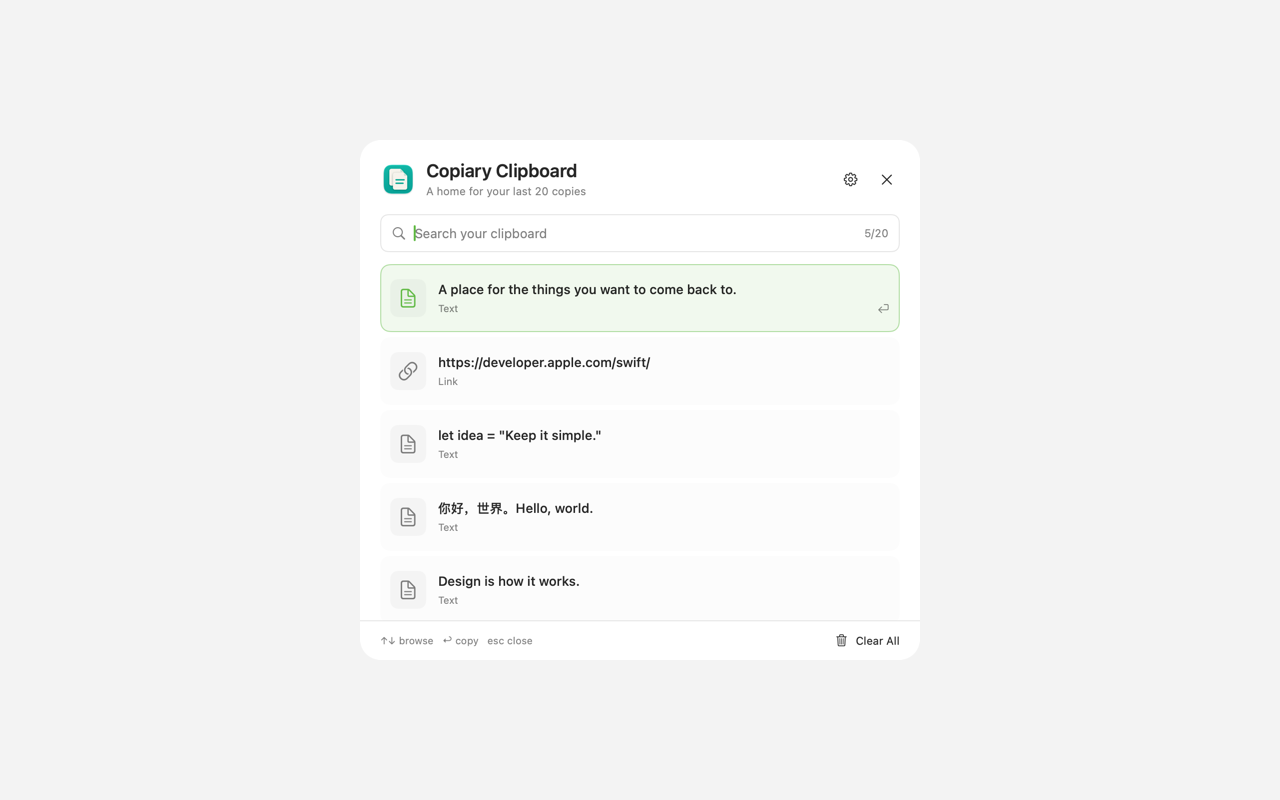 Copiary Clipboard
A home for your last 20 copies
Search your clipboard 5/20
A place for the things you want to come back to.
Text
https://developer.apple.com/swift/
Link
let idea = "Keep it simple."
Text
你好，世界。Hello, world.
Text
Design is how it works.
Text
↑↓ browse ↩ copy esc close Clear All